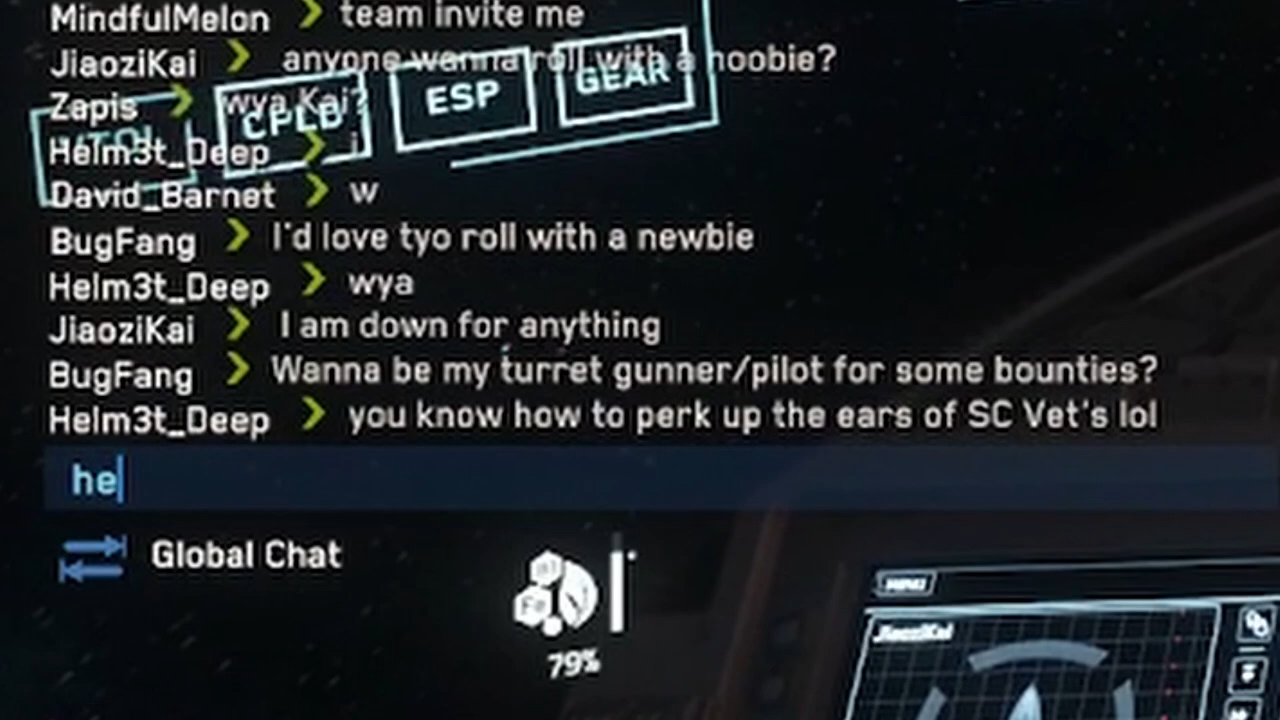 MindfulMelon > team invite me
JiaoziKai > anyone wanna roll with a noobie?
Zapis > wya Kai?
Helm3t_Deep > i
David_Barnet > w
BugFang > I'd love tyo roll with a newbie
Helm3t_Deep > wya
JiaoziKai > I am down for anything
BugFang > Wanna be my turret gunner/pilot for some bounties?
Helm3t_Deep > you know how to perk up the ears of SC Vet's lol
he
Global Chat
VTOL CPLD ESP GEAR
79%
MENU
JiaoziKai